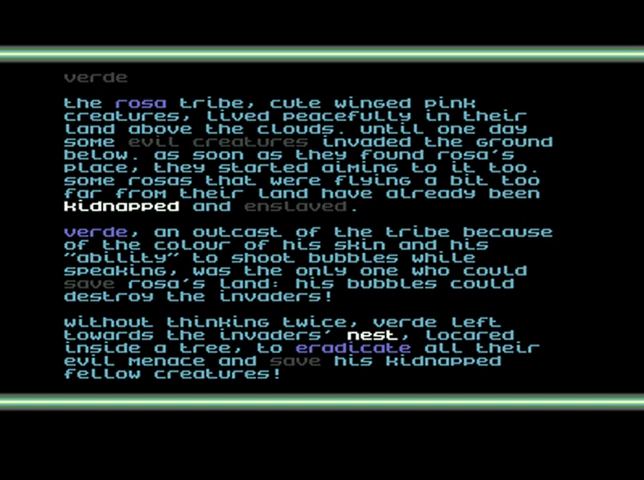 verde
the rosa tribe, cute winged pink
creatures, lived peacefully in their
land above the clouds. until one day
some evil creatures invaded the ground
below. as soon as they found rosa's
place, they started aiming to it too.
some rosas that were flying a bit too
far from their land have already been
kidnapped and enslaved.
verde, an outcast of the tribe because
of the colour of his skin and his
"ability" to shoot bubbles while
speaking, was the only one who could
save rosa's land: his bubbles could
destroy the invaders!
without thinking twice, verde left
towards the invaders' nest, locared
inside a tree, to eradicate all their
evil menace and save his kidnapped
fellow creatures!